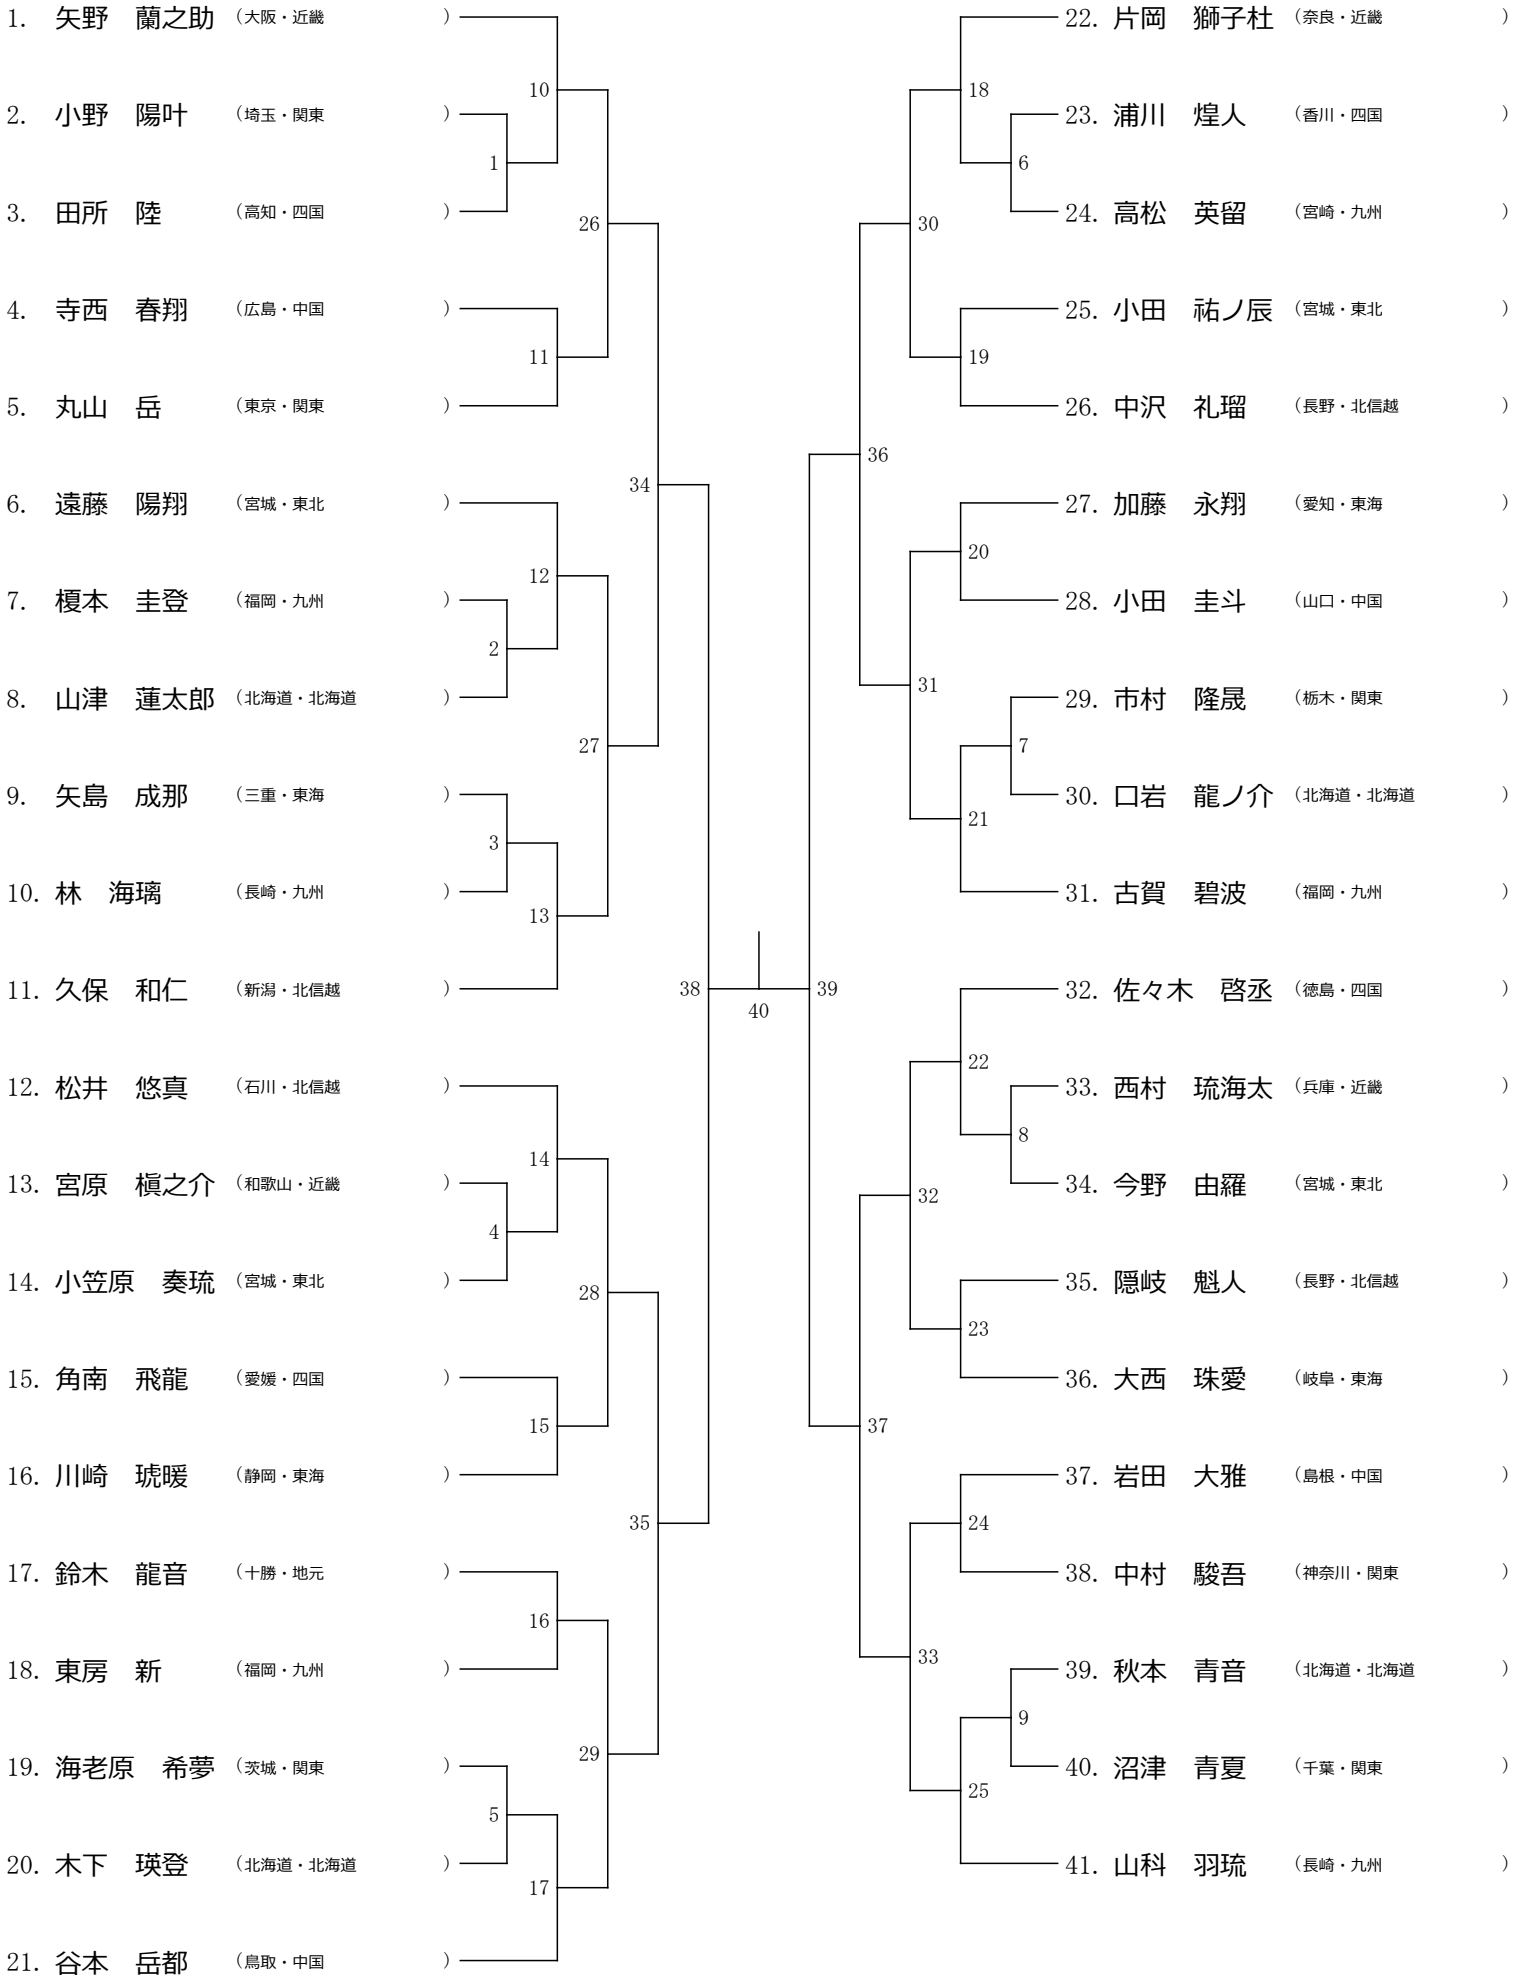 1. 矢野　蘭之助 （大阪・近畿　）
2. 小野　陽叶 （埼玉・関東　）
3. 田所　陸 （高知・四国　）
4. 寺西　春翔 （広島・中国　）
5. 丸山　岳 （東京・関東　）
6. 遠藤　陽翔 （宮城・東北　）
7. 榎本　圭登 （福岡・九州　）
8. 山津　蓮太郎 （北海道・北海道　）
9. 矢島　成那 （三重・東海　）
10. 林　海璃 （長崎・九州　）
11. 久保　和仁 （新潟・北信越　）
12. 松井　悠真 （石川・北信越　）
13. 宮原　槇之介 （和歌山・近畿　）
14. 小笠原　奏琉 （宮城・東北　）
15. 角南　飛龍 （愛媛・四国　）
16. 川崎　琥暖 （静岡・東海　）
17. 鈴木　龍音 （十勝・地元　）
18. 東房　新 （福岡・九州　）
19. 海老原　希夢 （茨城・関東　）
20. 木下　瑛登 （北海道・北海道　）
21. 谷本　岳都 （鳥取・中国　）
1
2
3
4
5
10
11
12
13
14
15
16
17
26
27
28
29
34
35
38
40
39
36
37
30
31
32
33
18
19
20
21
22
23
24
25
6
7
8
9
22. 片岡　獅子杜 （奈良・近畿　）
23. 浦川　煌人 （香川・四国　）
24. 高松　英留 （宮崎・九州　）
25. 小田　祐ノ辰 （宮城・東北　）
26. 中沢　礼瑠 （長野・北信越　）
27. 加藤　永翔 （愛知・東海　）
28. 小田　圭斗 （山口・中国　）
29. 市村　隆晟 （栃木・関東　）
30. 口岩　龍ノ介 （北海道・北海道　）
31. 古賀　碧波 （福岡・九州　）
32. 佐々木　啓丞 （徳島・四国　）
33. 西村　琉海太 （兵庫・近畿　）
34. 今野　由羅 （宮城・東北　）
35. 隠岐　魁人 （長野・北信越　）
36. 大西　珠愛 （岐阜・東海　）
37. 岩田　大雅 （島根・中国　）
38. 中村　駿吾 （神奈川・関東　）
39. 秋本　青音 （北海道・北海道　）
40. 沼津　青夏 （千葉・関東　）
41. 山科　羽琉 （長崎・九州　）